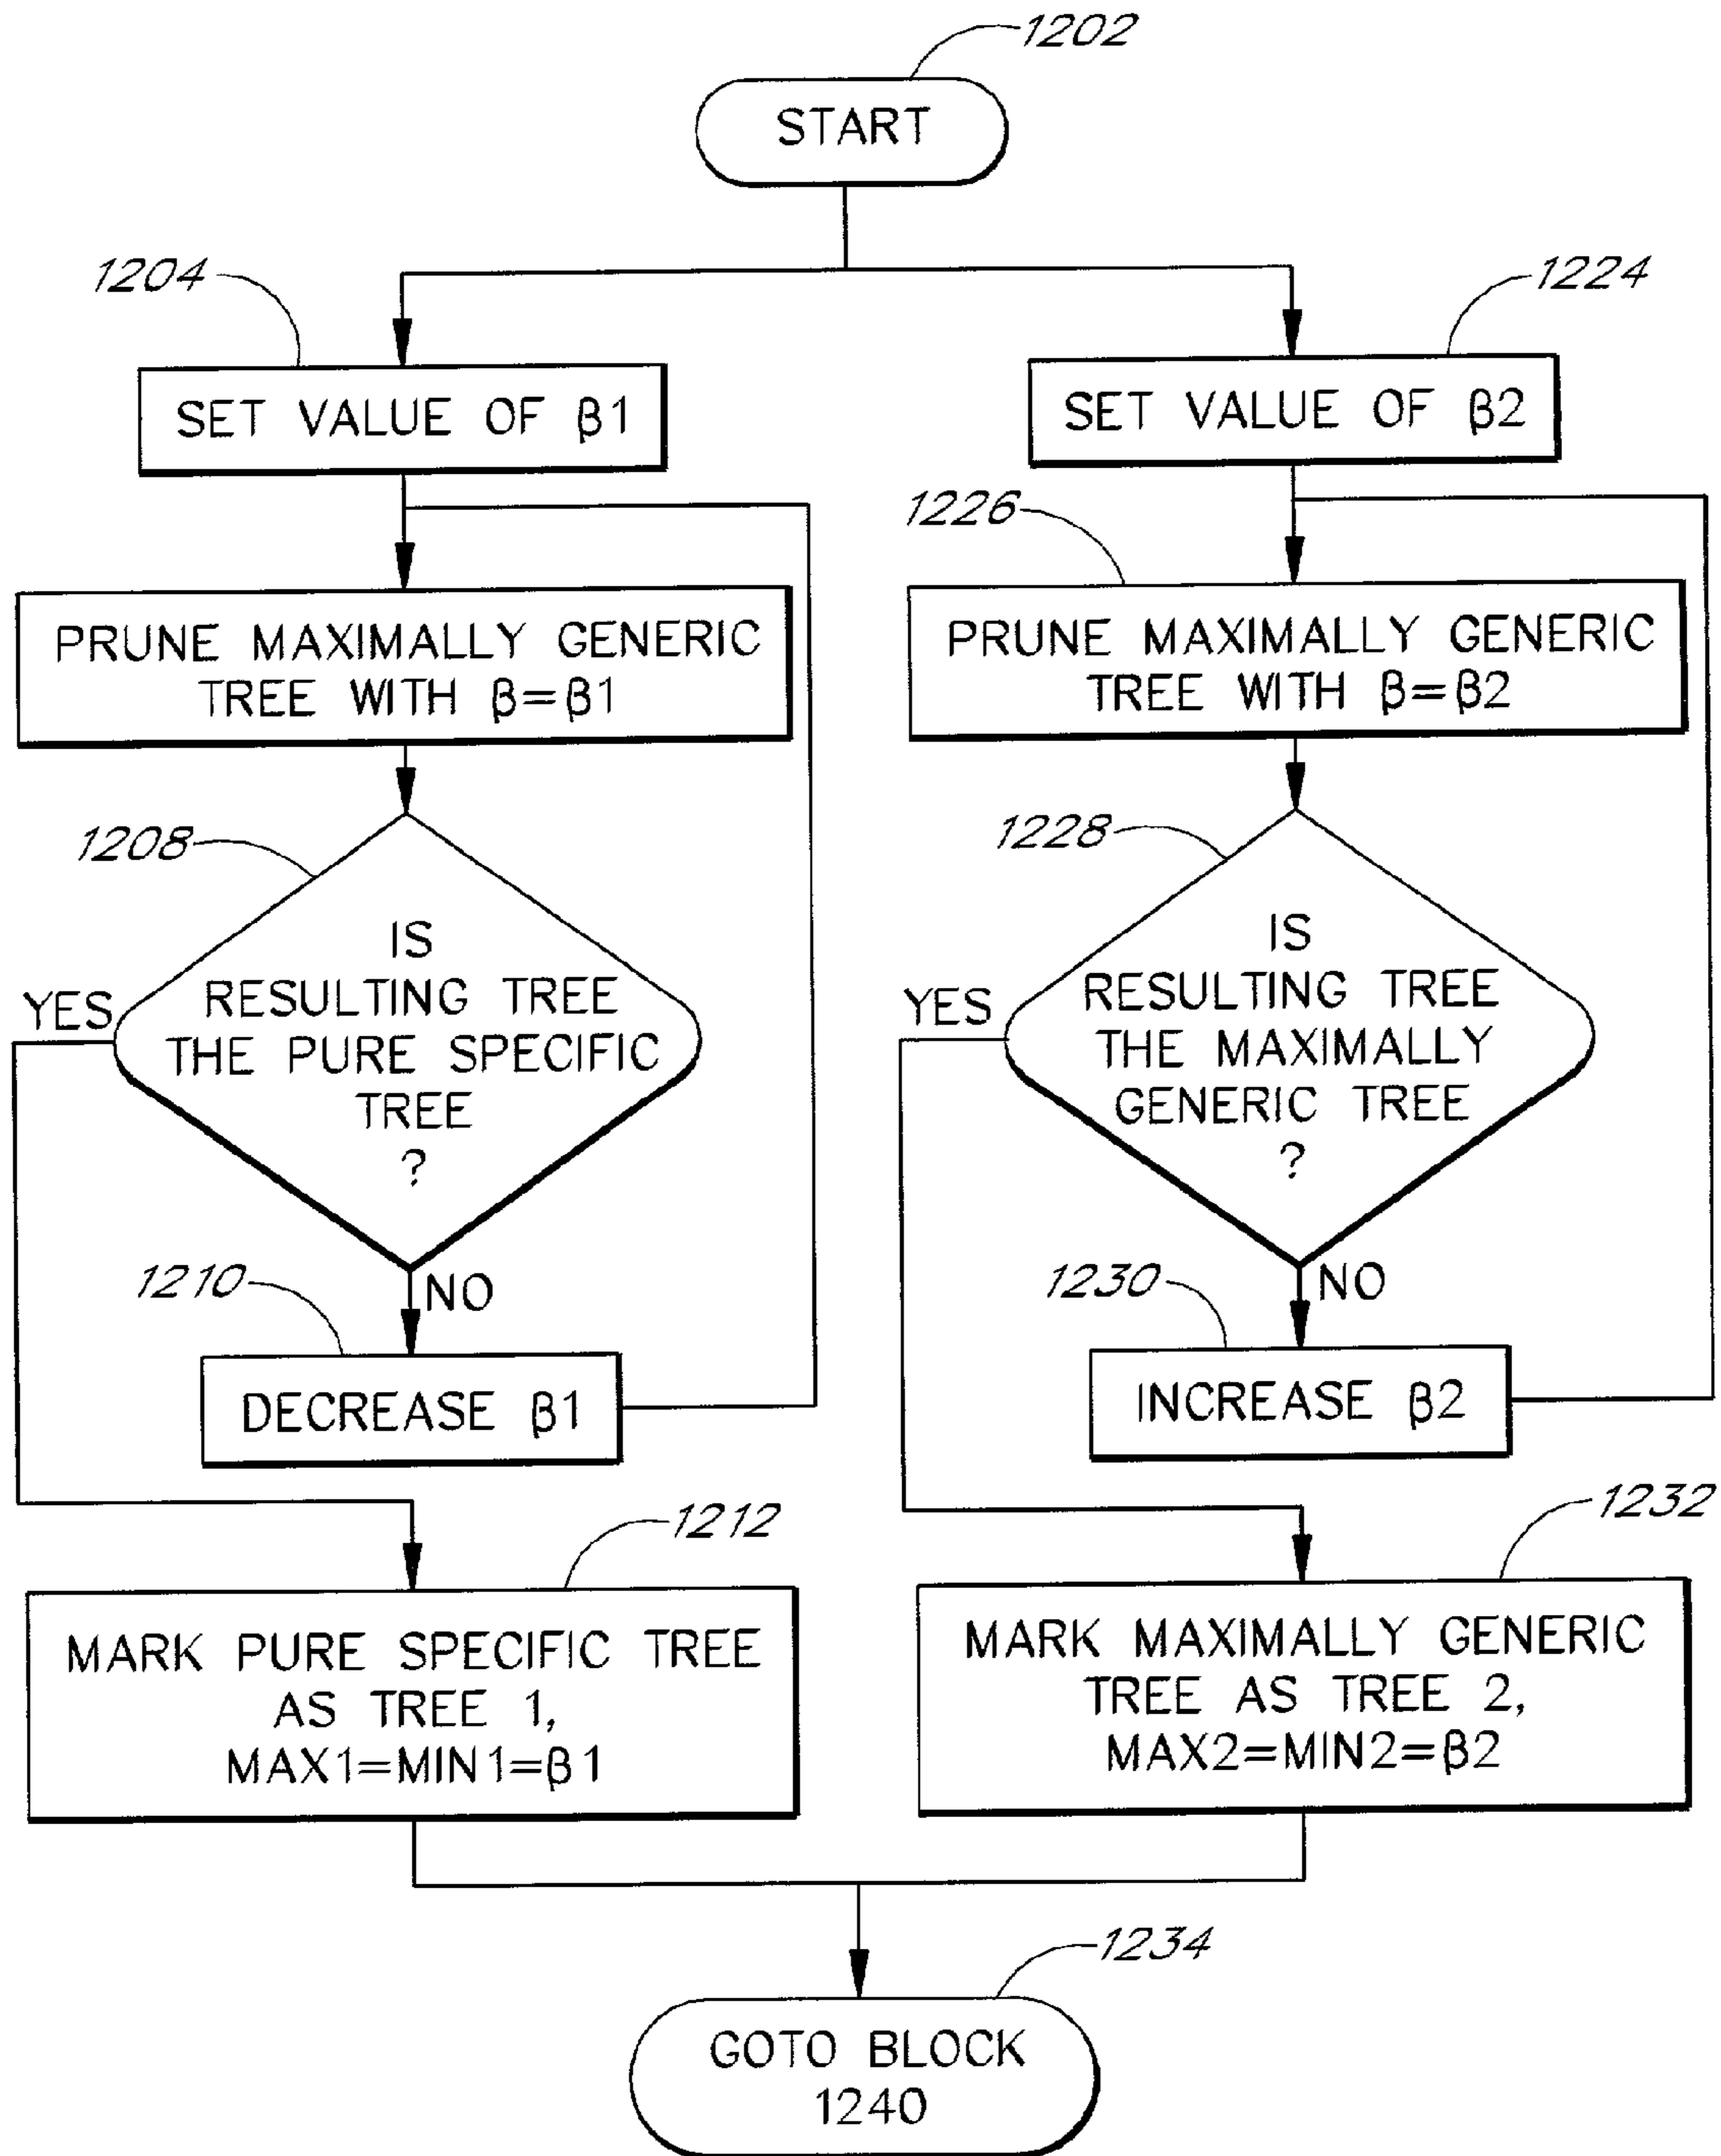 1202
START
1204
SET VALUE OF β1
PRUNE MAXIMALLY GENERIC
TREE WITH β=β1
1208
IS
RESULTING TREE
THE PURE SPECIFIC
TREE
?
YES
NO
1210
DECREASE β1
1212
MARK PURE SPECIFIC TREE
AS TREE 1,
MAX1=MIN1=β1
1224
SET VALUE OF β2
1226
PRUNE MAXIMALLY GENERIC
TREE WITH β=β2
1228
IS
RESULTING TREE
THE MAXIMALLY
GENERIC TREE
?
YES
NO
1230
INCREASE β2
1232
MARK MAXIMALLY GENERIC
TREE AS TREE 2,
MAX2=MIN2=β2
1234
GOTO BLOCK
1240